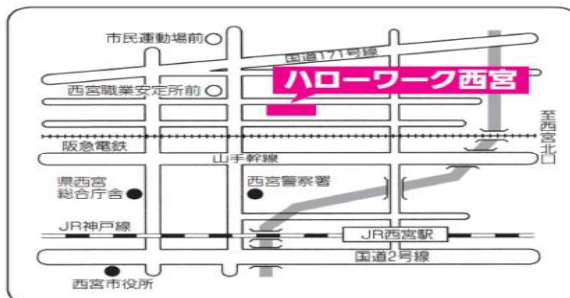 市民運動場前
国道171号線
ハローワーク西宮
西宮職業安定所前
阪急電鉄
至西宮北口
山手幹線
県西宮
総合庁舎
西宮警察署
JR神戸線
JR西宮駅
国道2号線
西宮市役所